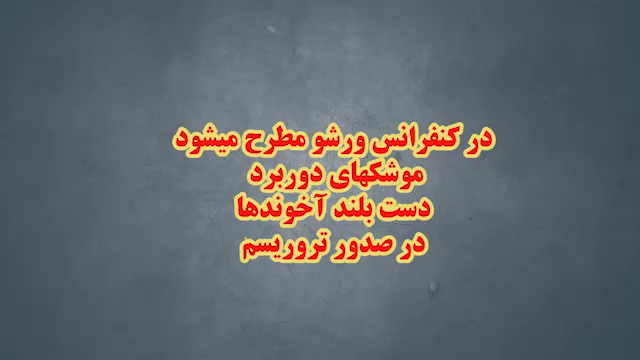 در کنفرانس ورشو مطرح میشود
موشکهای دوربرد
دست بلند آخوندها
در صدور تروریسم